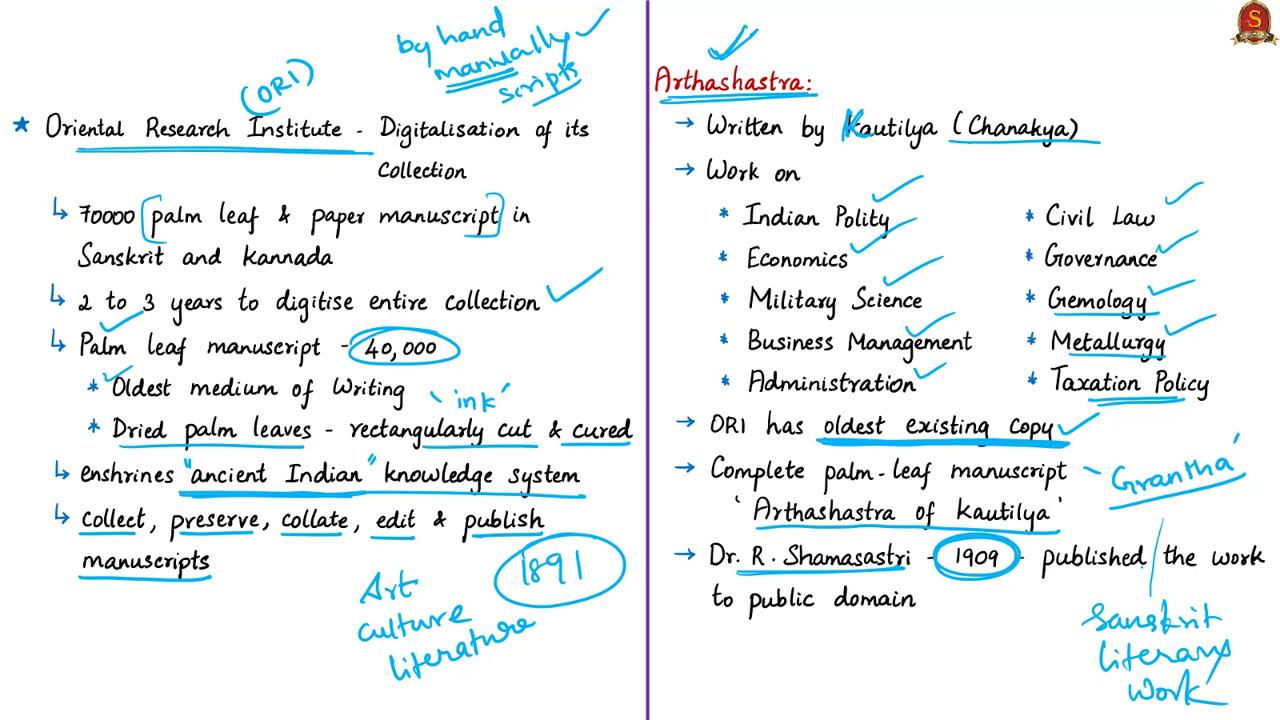 by hand
manually
scripts
(ORI)
* Oriental Research Institute - Digitalisation of its
Collection
↳ 70000 [palm leaf & paper manuscript] in
Sanskrit and Kannada
↳ 2 to 3 years to digitise entire collection
↳ Palm leaf manuscript - 40,000
* Oldest medium of Writing
'ink'
* Dried palm leaves - rectangularly cut & cured
↳ enshrines "ancient Indian" knowledge system
↳ collect, preserve, collate, edit & publish
manuscripts
1891
Art
culture
literature
S
Arthashastra:
→ Written by Kautilya (Chanakya)
→ Work on
* Indian Polity
* Civil Law
* Economics
* Governance
* Military Science
* Gemology
* Business Management
* Metallurgy
* Administration
* Taxation Policy
→ ORI has oldest existing copy
→ Complete palm-leaf manuscript - 'Grantha'
'Arthashastra of Kautilya'
→ Dr. R. Shamasastri - 1909 - published the work
to public domain
Sanskrit
literary
work